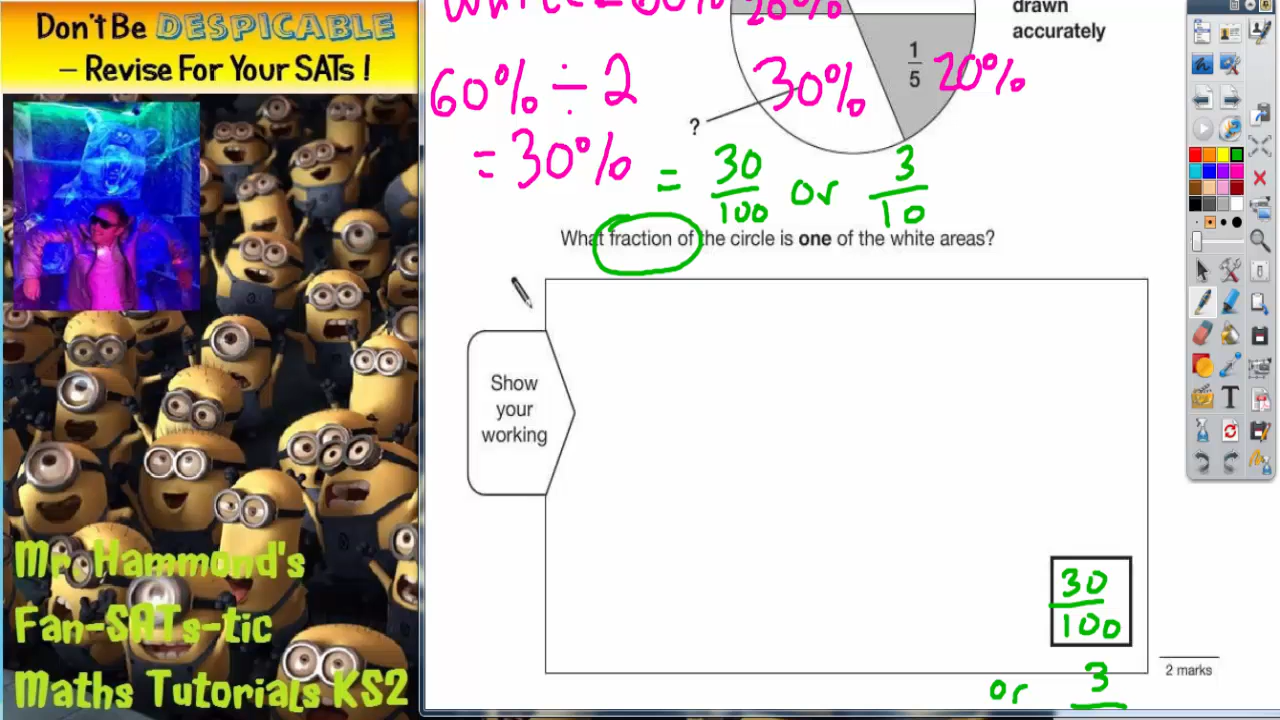 Don't Be DESPICABLE
– Revise For Your SATs !
Mr. Hammond's
Fan-SATs-tic
Maths Tutorials KS2
20%
drawn
accurately
1
5
20%
60% ÷ 2
30%
?
= 30%
= 30/100 or 3/10
What fraction of the circle is one of the white areas?
Show
your
working
30
100
2 marks
or 3
T